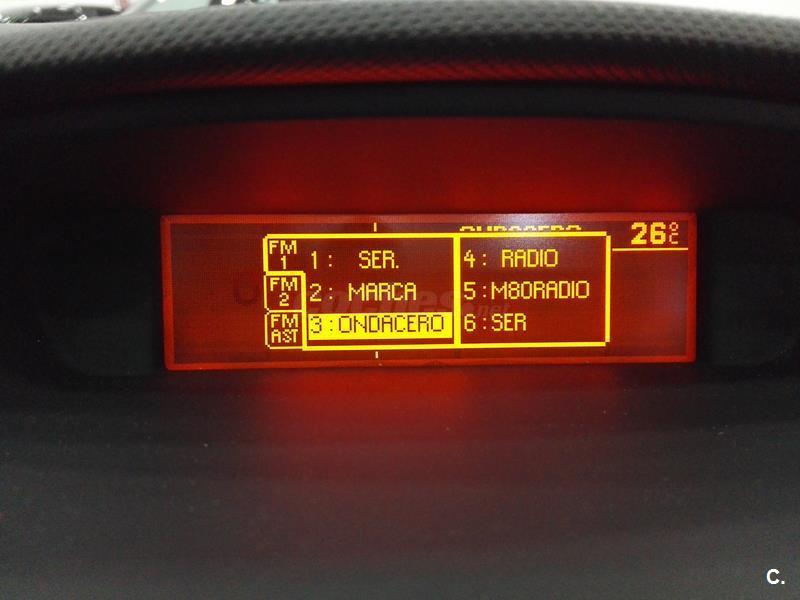 26°C
FM 1
1: SER.
2: MARCA
3:ONDACERO
FM 2
FM AST
4: RADIO
5:M80RADIO
6:SER
C.